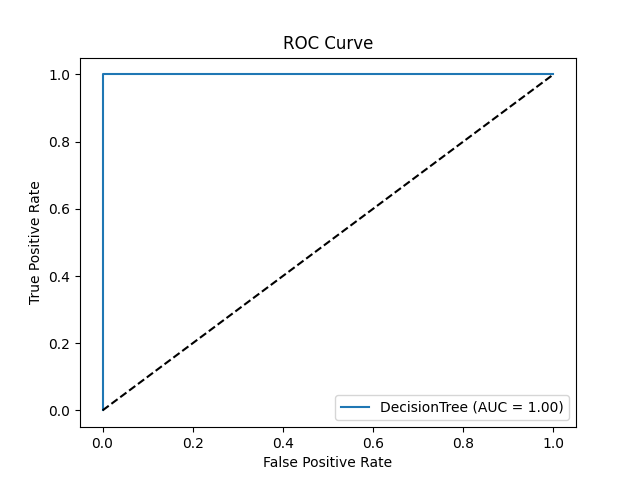 ROC Curve
True Positive Rate
1.0
0.8
0.6
0.4
0.2
0.0
DecisionTree (AUC = 1.00)
0.0 0.2 0.4 0.6 0.8 1.0
False Positive Rate